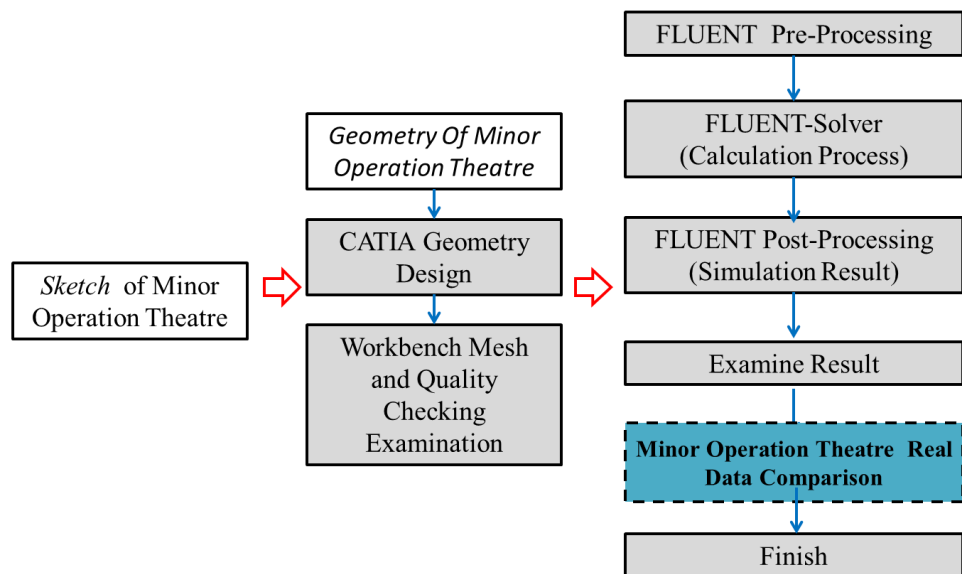 Sketch of Minor
Operation Theatre
Geometry Of Minor
Operation Theatre
CATIA Geometry
Design
Workbench Mesh
and Quality
Checking
Examination
FLUENT Pre-Processing
FLUENT-Solver
(Calculation Process)
FLUENT Post-Processing
(Simulation Result)
Examine Result
Minor Operation Theatre Real
Data Comparison
Finish